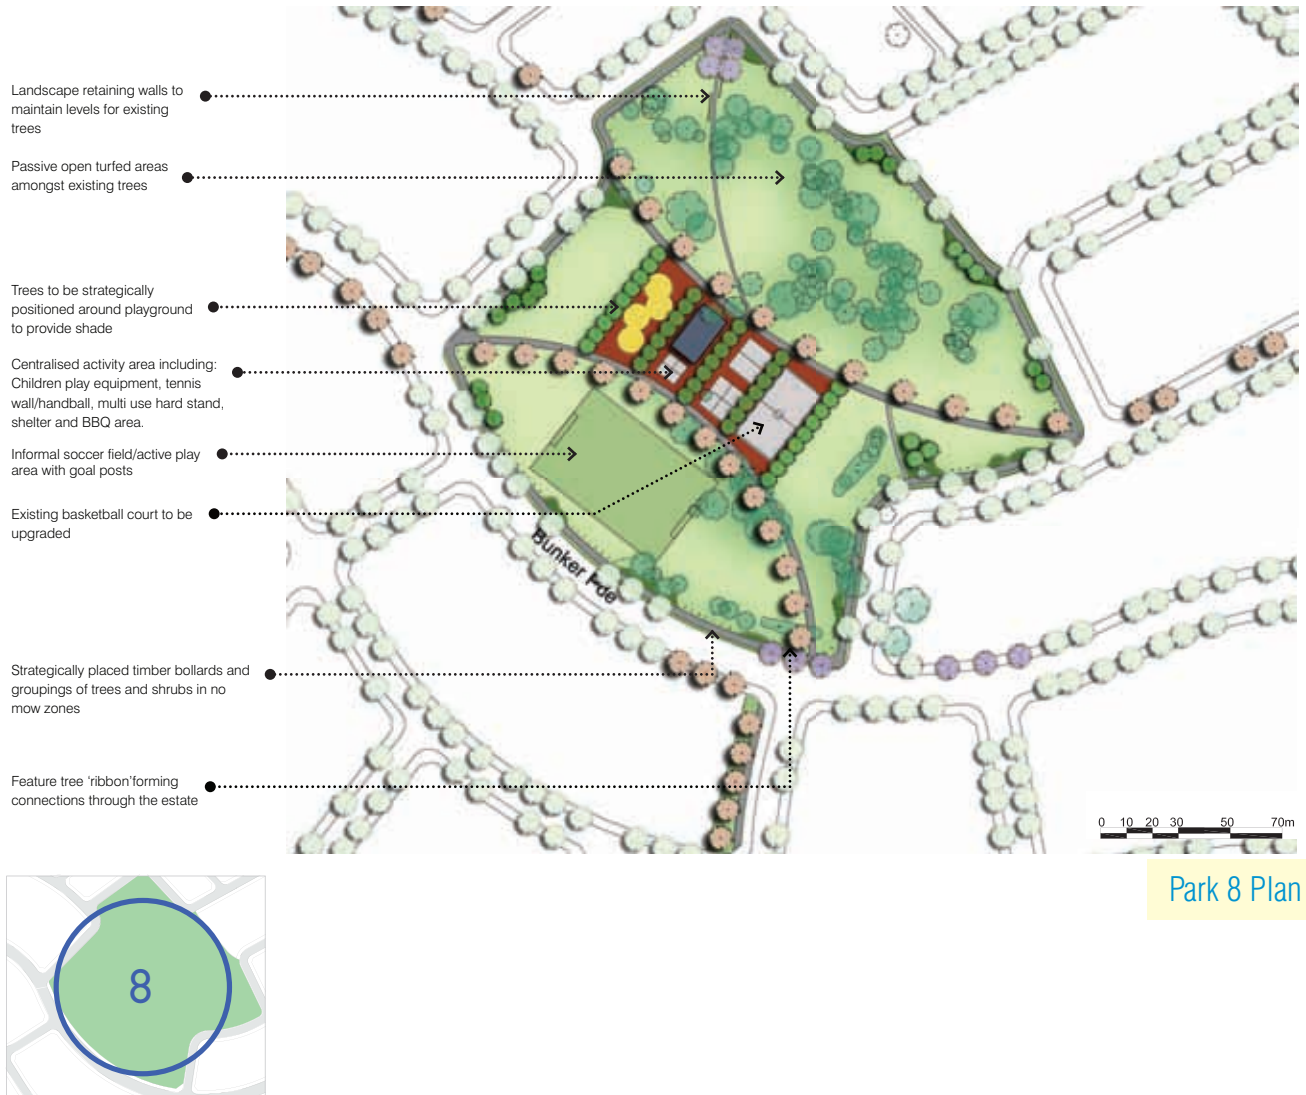 Landscape retaining walls to
maintain levels for existing
trees
Passive open turfed areas
amongst existing trees
Trees to be strategically
positioned around playground
to provide shade
Centralised activity area including:
Children play equipment, tennis
wall/handball, multi use hard stand,
shelter and BBQ area.
Informal soccer field/active play
area with goal posts
Existing basketball court to be
upgraded
Strategically placed timber bollards and
groupings of trees and shrubs in no
mow zones
Feature tree ‘ribbon’forming
connections through the estate
Bunker Pde
0 10 20 30 50 70m
Park 8 Plan
8